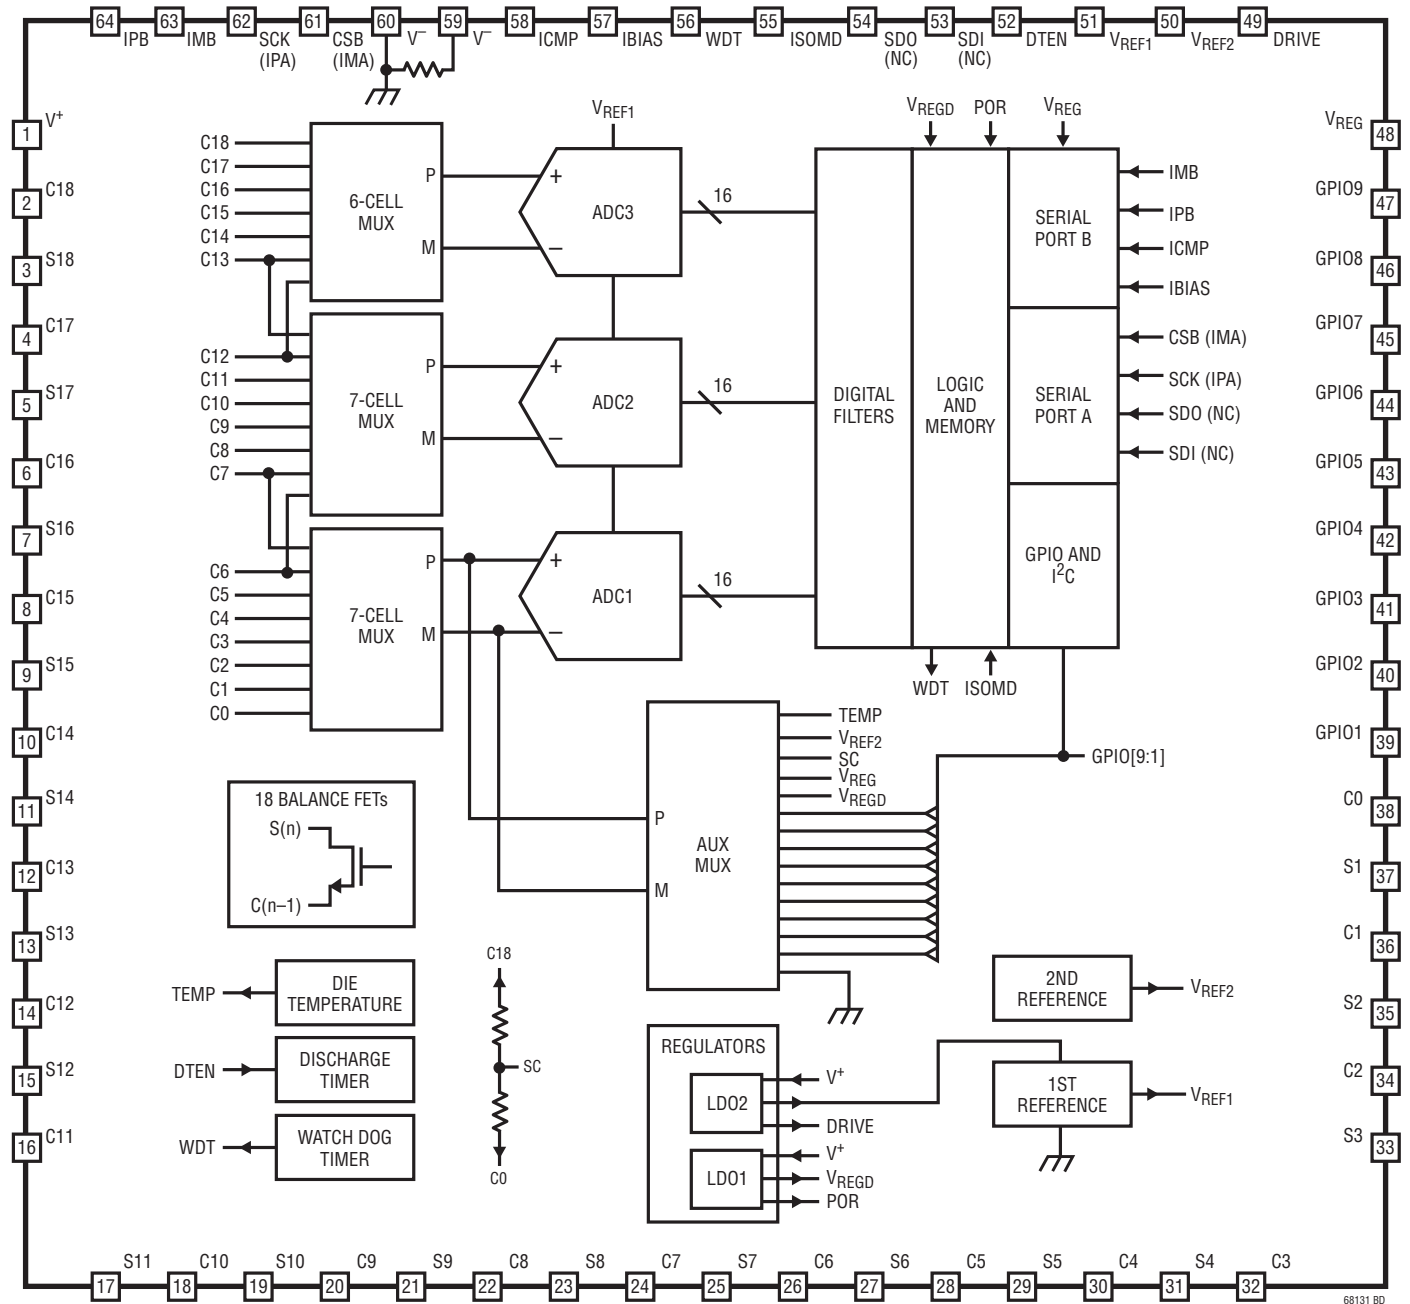 64 63 62 61 60 59 58 57 56 55 54 53 52 51 50 49
IPB IMB SCK (IPA) CSB (IMA) V– V– ICMP IBIAS WDT ISOMD SDO (NC) SDI (NC) DTEN VREF1 VREF2 DRIVE
1 V+
2 C18
3 S18
4 C17
5 S17
6 C16
7 S16
8 C15
9 S15
10 C14
11 S14
12 C13
13 S13
14 C12
15 S12
16 C11
C18
C17
C16
C15
C14
C13
6-CELL
MUX
P
M
C12
C11
C10
C9
C8
C7
7-CELL
MUX
P
M
C6
C5
C4
C3
C2
C1
C0
7-CELL
MUX
P
M
VREF1
+
–
ADC3
16
+
–
ADC2
16
+
–
ADC1
16
VREGD
POR
VREG
DIGITAL
FILTERS
LOGIC
AND
MEMORY
SERIAL
PORT B
SERIAL
PORT A
GPIO AND
I2C
IMB
IPB
ICMP
IBIAS
CSB (IMA)
SCK (IPA)
SDO (NC)
SDI (NC)
WDT
ISOMD
TEMP
VREF2
SC
VREG
VREGD
GPIO[9:1]
P
M
AUX
MUX
18 BALANCE FETs
S(n)
C(n–1)
TEMP
DIE
TEMPERATURE
DTEN
DISCHARGE
TIMER
WDT
WATCH DOG
TIMER
C18
SC
C0
REGULATORS
LDO2
V+
DRIVE
LDO1
V+
VREGD
POR
2ND
REFERENCE
VREF2
1ST
REFERENCE
VREF1
VREG 48
GPIO9 47
GPIO8 46
GPIO7 45
GPIO6 44
GPIO5 43
GPIO4 42
GPIO3 41
GPIO2 40
GPIO1 39
C0 38
S1 37
C1 36
S2 35
C2 34
S3 33
S11 C10 S10 C9 S9 C8 S8 C7 S7 C6 S6 C5 S5 C4 S4 C3
17 18 19 20 21 22 23 24 25 26 27 28 29 30 31 32
68131 BD